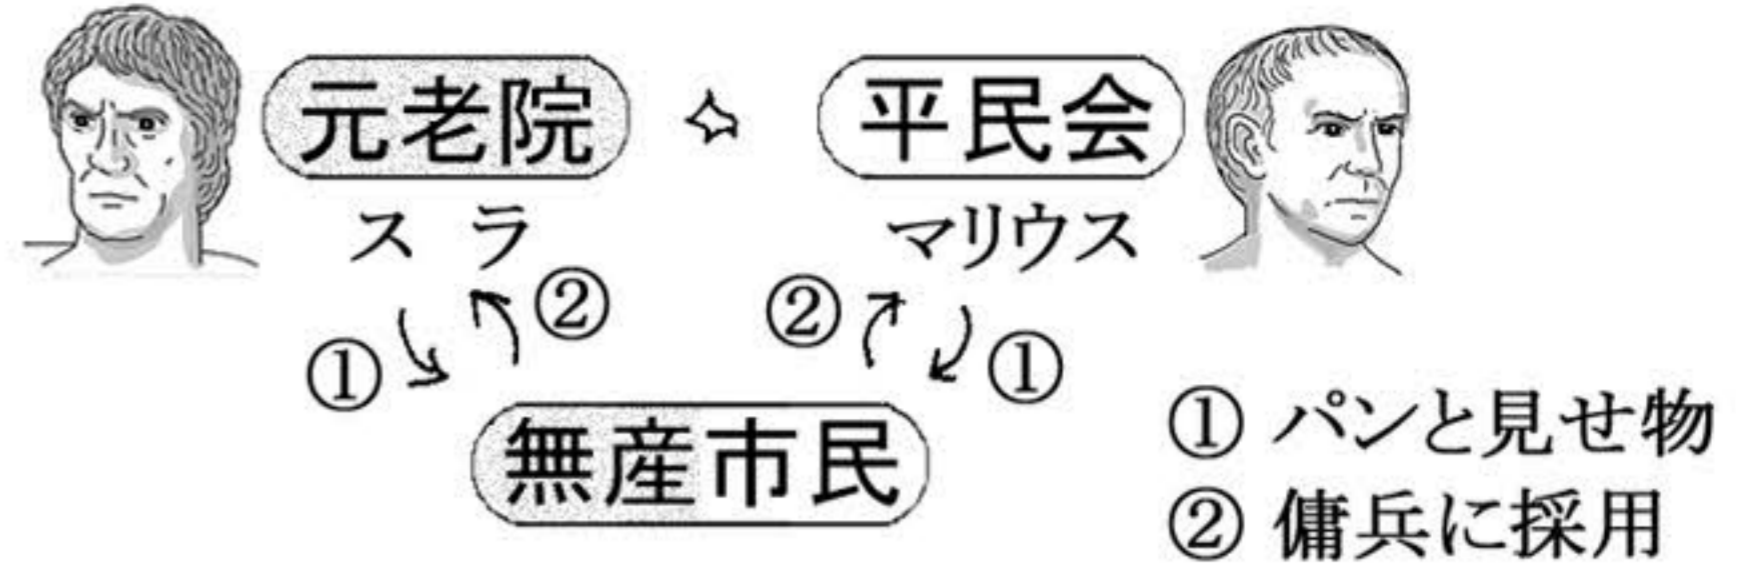 元老院
平民会
スラ
マリウス
②
②
①
①
無産市民
① パンと見せ物
② 傭兵に採用